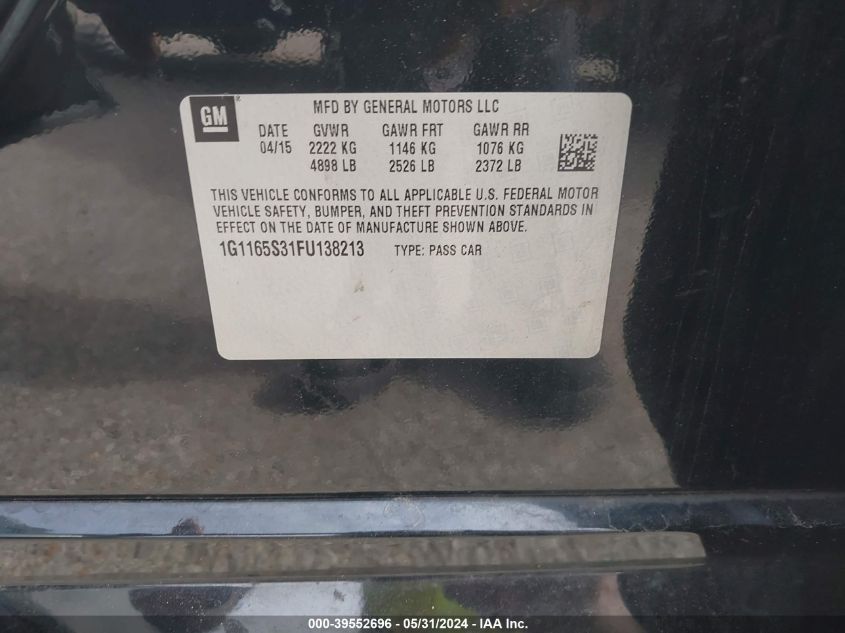 GM
MFD BY GENERAL MOTORS LLC
DATE GVWR GAWR FRT GAWR RR
04/15 2222 KG 1146 KG 1076 KG
4898 LB 2526 LB 2372 LB
THIS VEHICLE CONFORMS TO ALL APPLICABLE U.S. FEDERAL MOTOR
VEHICLE SAFETY, BUMPER, AND THEFT PREVENTION STANDARDS IN
EFFECT ON THE DATE OF MANUFACTURE SHOWN ABOVE.
1G1165S31FU138213 TYPE: PASS CAR
000-39552696 - 05/31/2024 - IAA Inc.